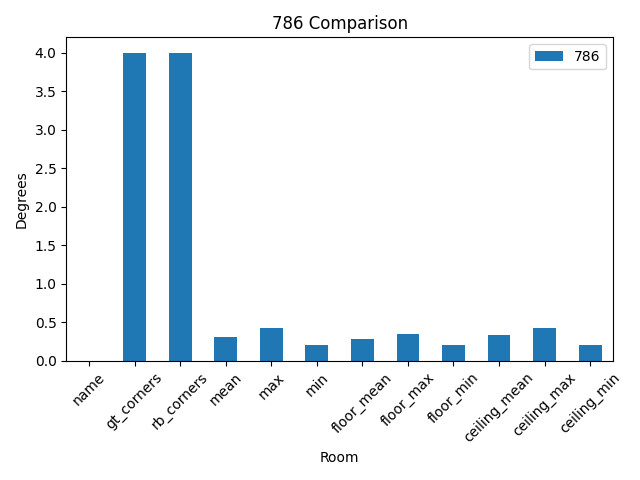 786 Comparison
786
Degrees
4.0
3.5
3.0
2.5
2.0
1.5
1.0
0.5
0.0
name
gt_corners
rb_corners
mean
max
min
floor_mean
floor_max
floor_min
ceiling_mean
ceiling_max
ceiling_min
Room